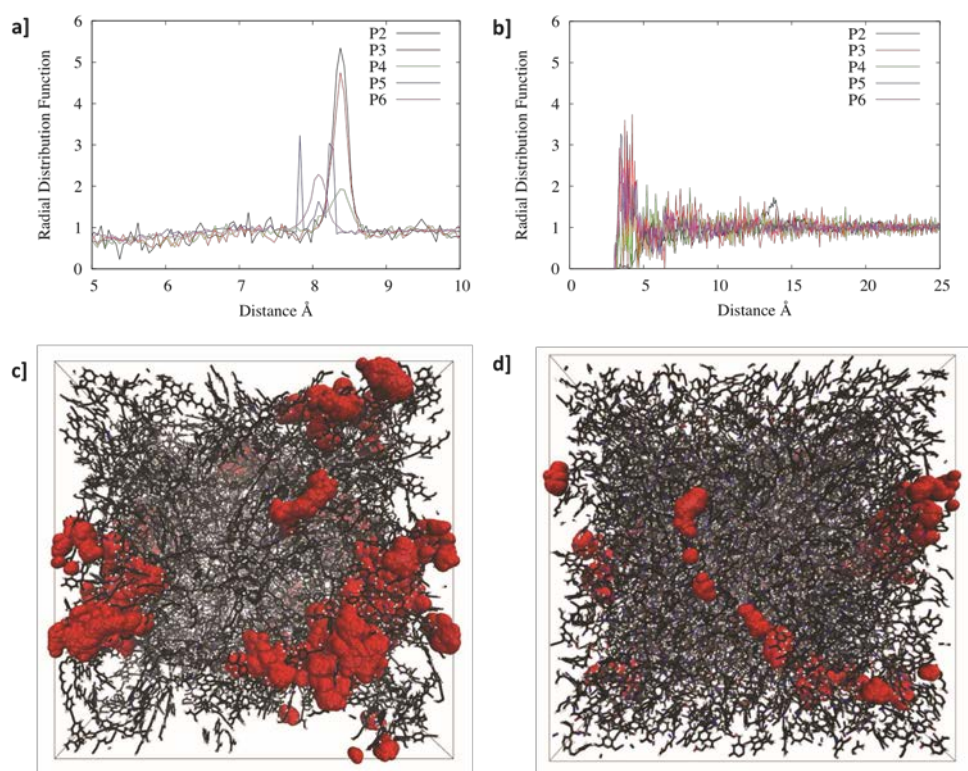 a]
Radial Distribution Function
6
5
4
3
2
1
0
5
6
7
8
9
10
Distance Å
P2
P3
P4
P5
P6
b]
Radial Distribution Function
6
5
4
3
2
1
0
0
5
10
15
20
25
Distance Å
P2
P3
P4
P5
P6
c]
d]